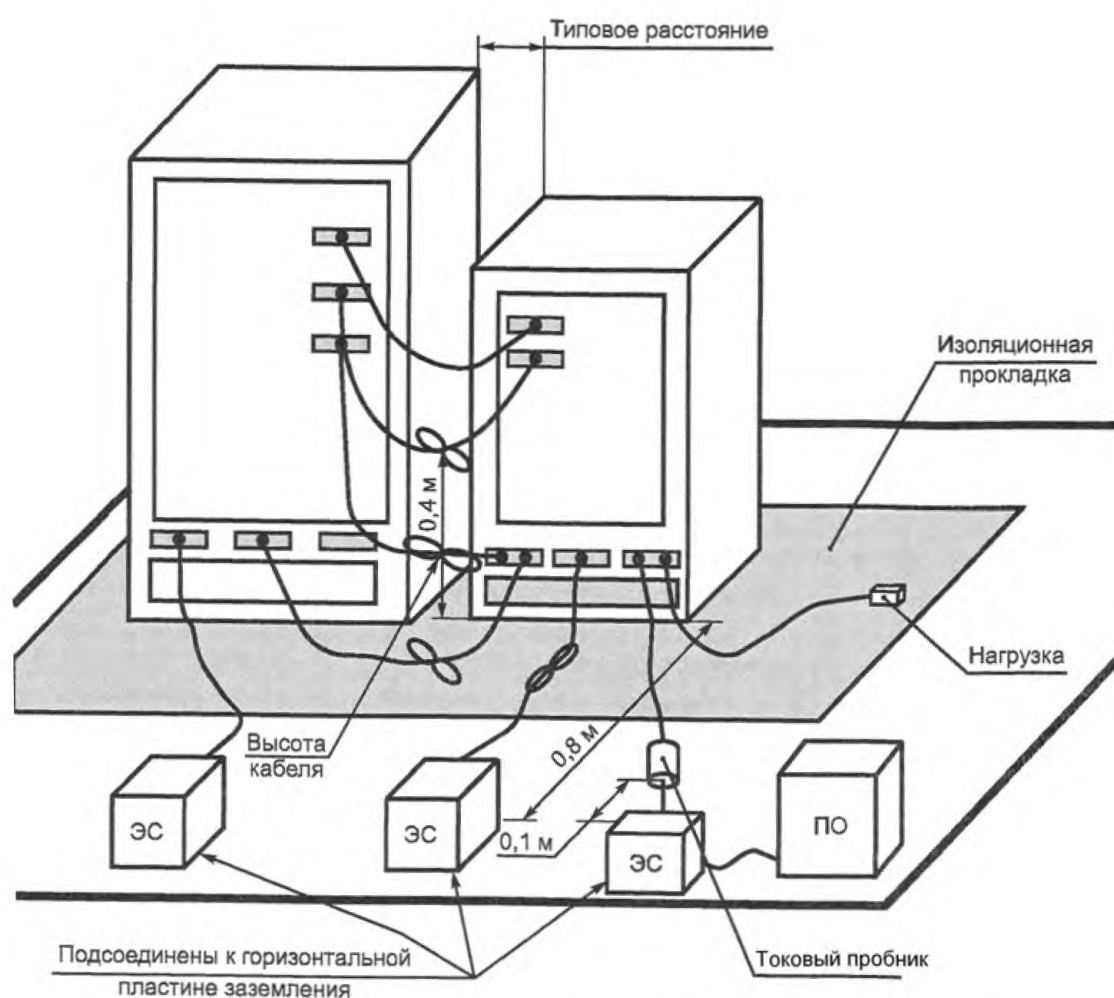 Типовое расстояние
Изоляционная
прокладка
0,4 м
Нагрузка
Высота
кабеля
0,8 м
0,1 м
ЭС
ЭС
ЭС
ПО
Подсоединены к горизонтальной
пластине заземления
Токовый пробник